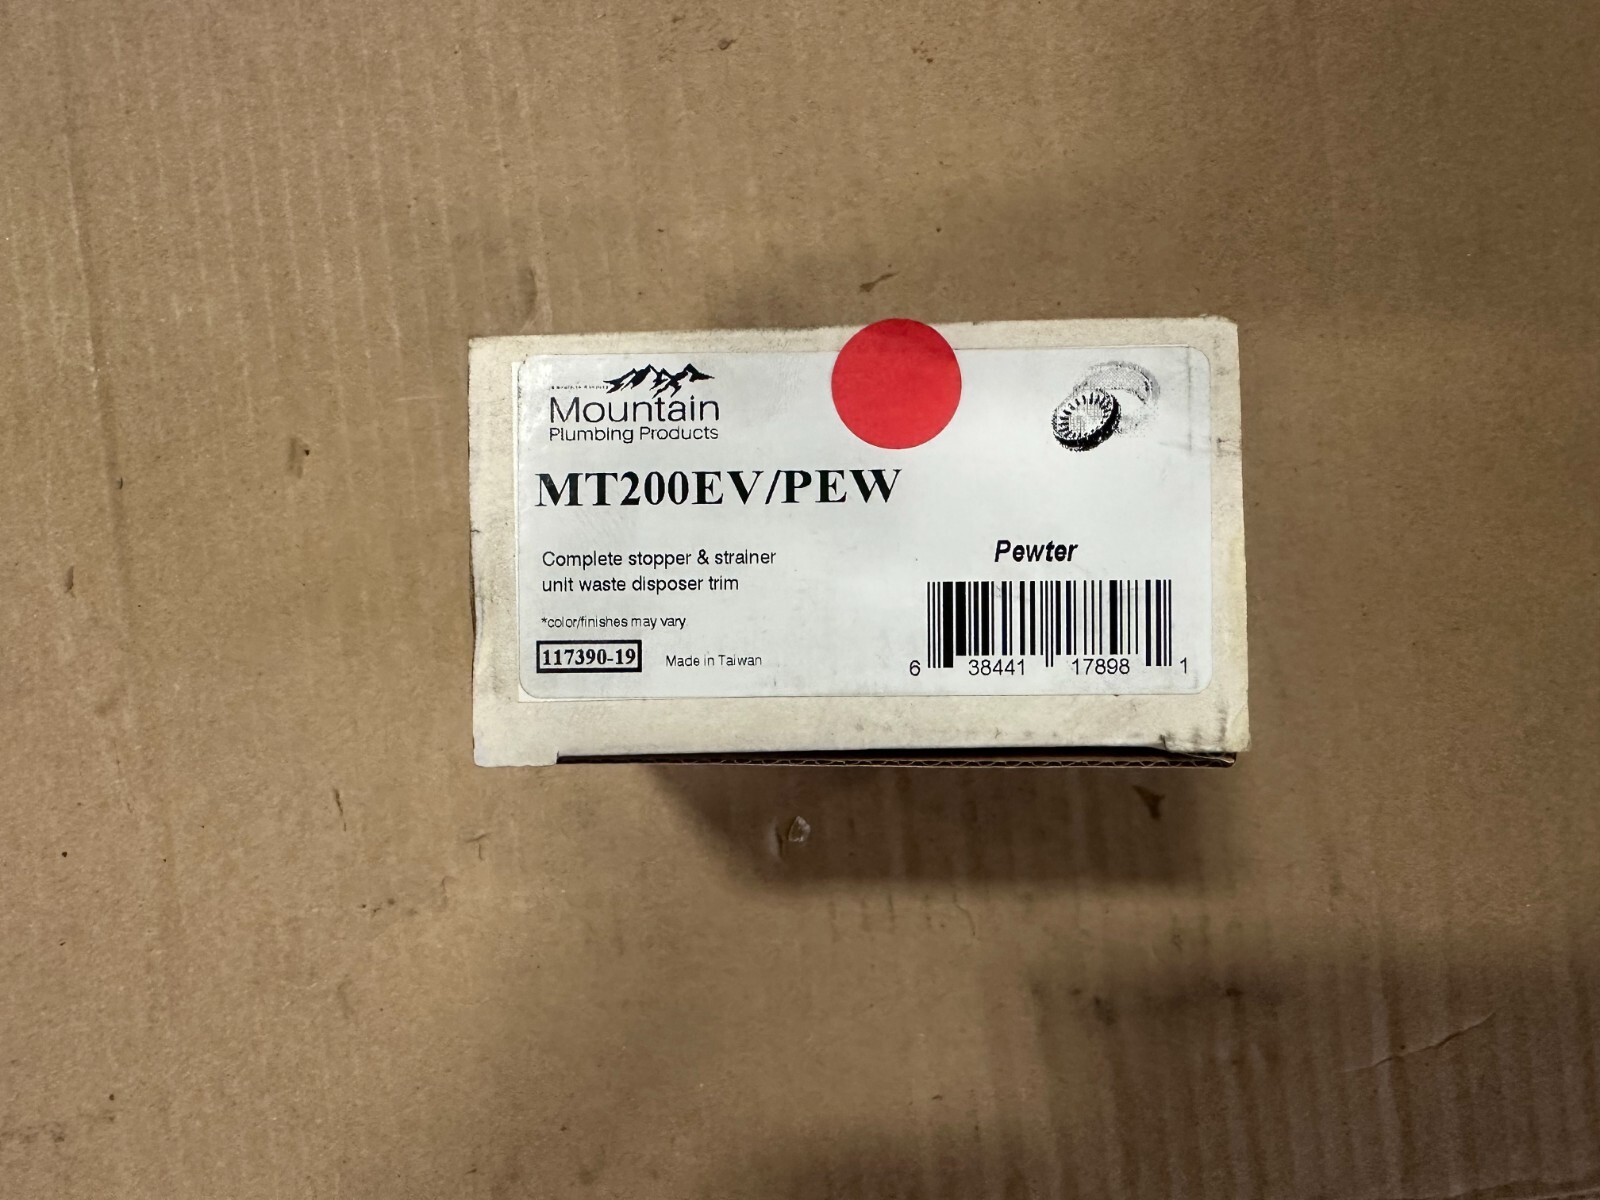 Mountain
Plumbing Products
MT200EV/PEW
Complete stopper & strainer
unit waste disposer trim
Pewter
*color/finishes may vary
117390-19
Made in Taiwan
6 38441 17898 1